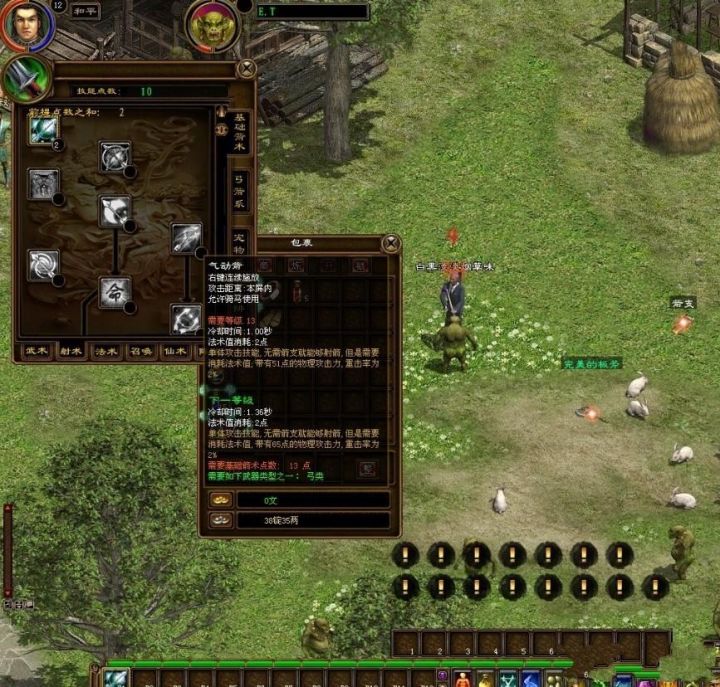 12
和平
E.T
技能点数: 10
前提点数之和: 2
2
基础箭术
弓箭系
宠物
命
武术
射术
法术
召唤
仙术
包裹
气动箭
右键连续施放
攻击距离:本屏内
允许骑马使用
需要等级 13
冷却时间:1.00秒
法术值消耗:2点
单体攻击技能,无需箭支就能够射箭,但是需要
消耗法术值,带有51点的物理攻击力,重击率为
2%
下一等级
冷却时间:1.36秒
法术值消耗:2点
单体攻击技能,无需箭支就能够射箭,但是需要
消耗法术值,带有65点的物理攻击力,重击率为
2%
需要基础箭术点数: 13 点
需要如下武器类型之一: 弓类
0文
38锭35两
箭支
完美的板斧
1 2 3 4 5 6